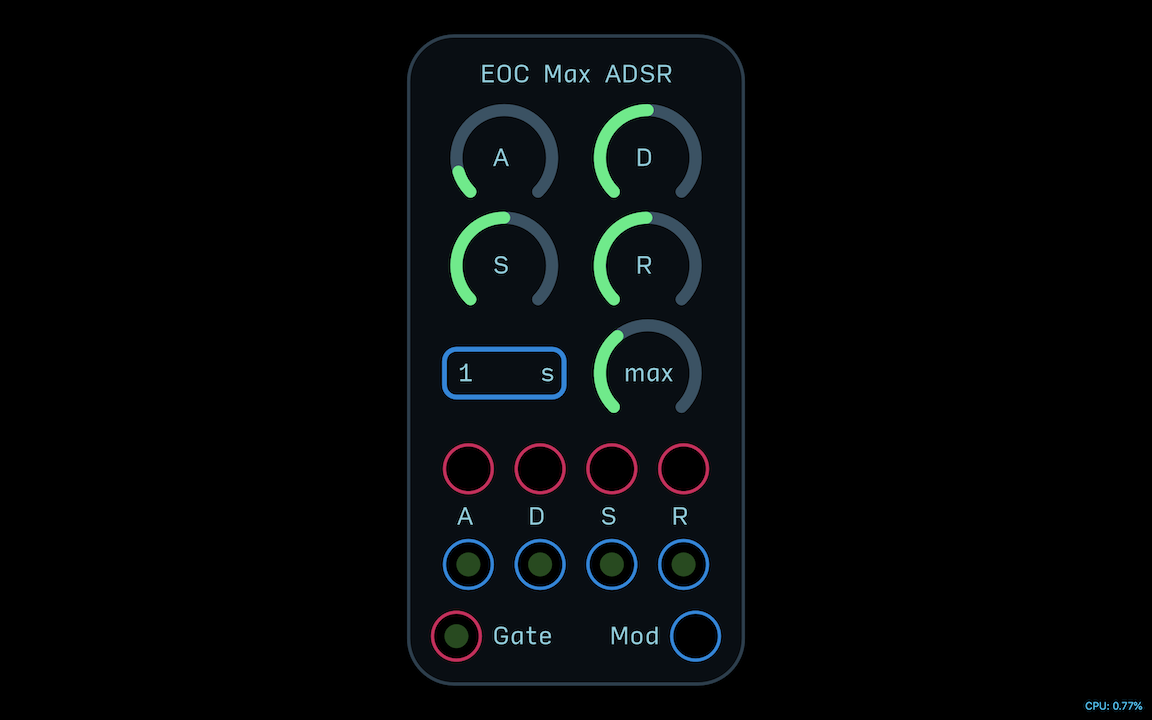 EOC Max ADSR
A D
S R
1 s max
A D S R
Gate Mod
CPU: 0.77%